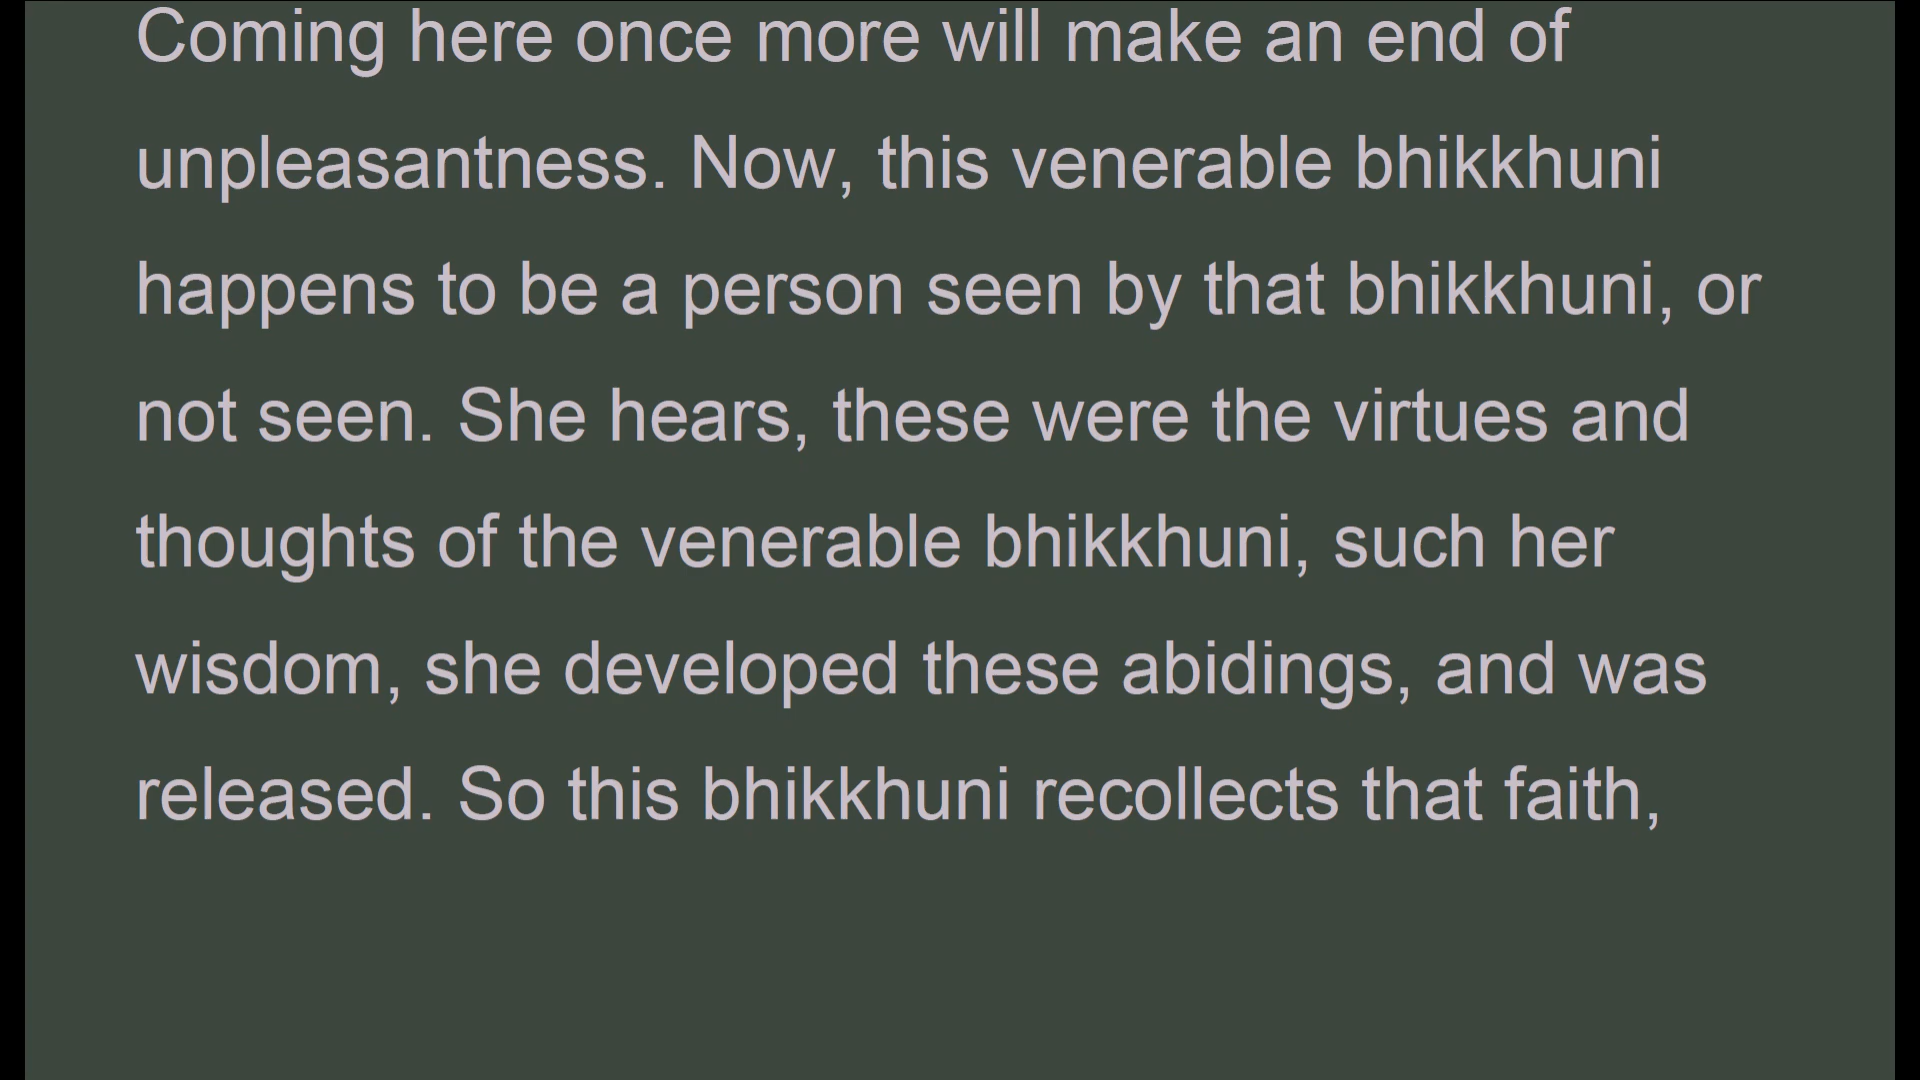 Coming here once more will make an end of
unpleasantness. Now, this venerable bhikkhuni
happens to be a person seen by that bhikkhuni, or
not seen. She hears, these were the virtues and
thoughts of the venerable bhikkhuni, such her
wisdom, she developed these abidings, and was
released. So this bhikkhuni recollects that faith,